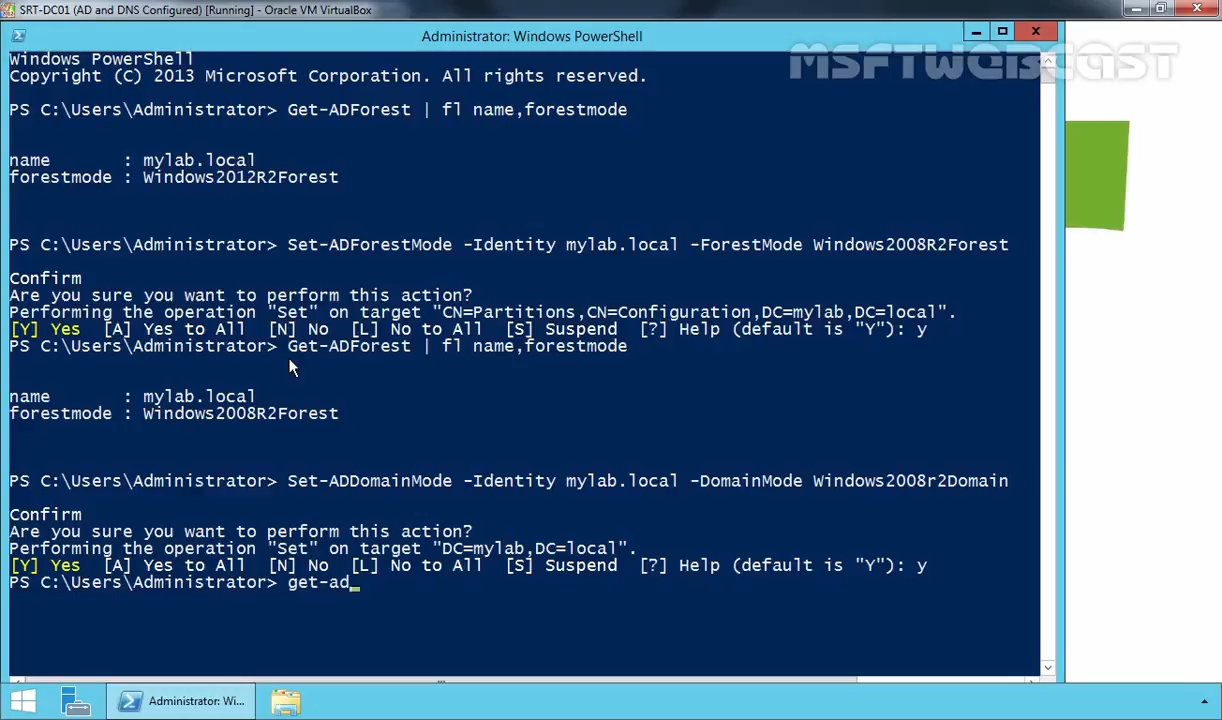 SRT-DC01 (AD and DNS Configured) [Running] - Oracle VM VirtualBox
Administrator: Windows PowerShell
MSFTWEBCAST
Windows PowerShell
Copyright (C) 2013 Microsoft Corporation. All rights reserved.
PS C:\Users\Administrator> Get-ADForest | fl name,forestmode
name       : mylab.local
forestmode : Windows2012R2Forest
PS C:\Users\Administrator> Set-ADForestMode -Identity mylab.local -ForestMode Windows2008R2Forest
Confirm
Are you sure you want to perform this action?
Performing the operation "Set" on target "CN=Partitions,CN=Configuration,DC=mylab,DC=local".
[Y] Yes  [A] Yes to All  [N] No  [L] No to All  [S] Suspend  [?] Help (default is "Y"): y
PS C:\Users\Administrator> Get-ADForest | fl name,forestmode
name       : mylab.local
forestmode : Windows2008R2Forest
PS C:\Users\Administrator> Set-ADDomainMode -Identity mylab.local -DomainMode Windows2008r2Domain
Confirm
Are you sure you want to perform this action?
Performing the operation "Set" on target "DC=mylab,DC=local".
[Y] Yes  [A] Yes to All  [N] No  [L] No to All  [S] Suspend  [?] Help (default is "Y"): y
PS C:\Users\Administrator> get-ad
Administrator: Wi...